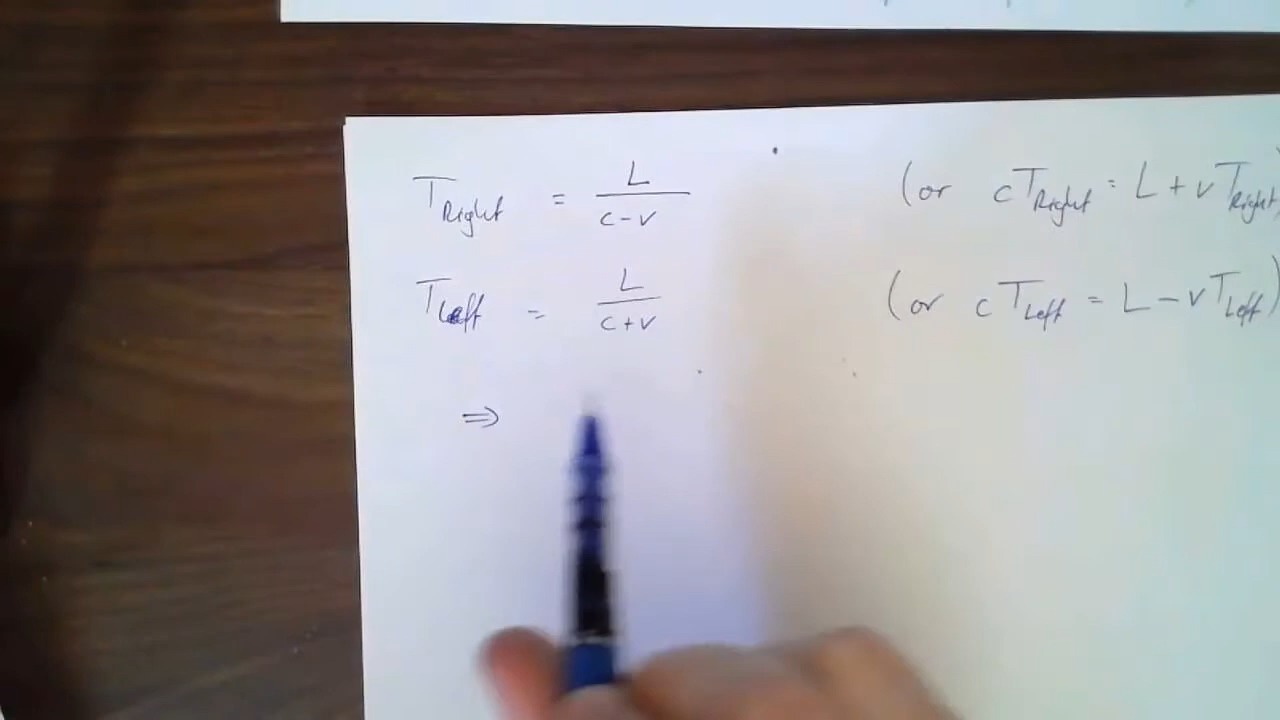 T_Right = L/(c-v) (or cT_Right = L + vT_Right
T_Left = L/(c+v) (or cT_Left = L - vT_Left)
⇒